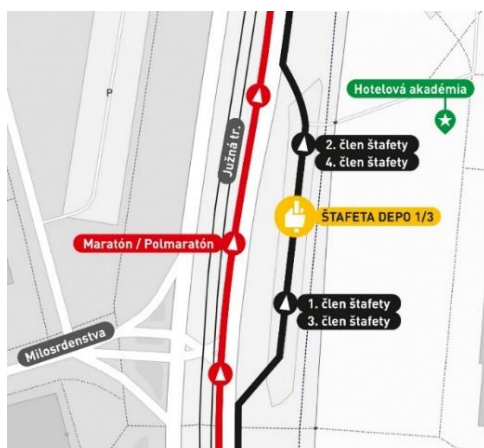 P
Južná tr.
Hotelová akadémia
2. člen štafety
4. člen štafety
ŠTAFETA DEPO 1/3
Maratón / Polmaratón
1. člen štafety
3. člen štafety
Milosrdenstva